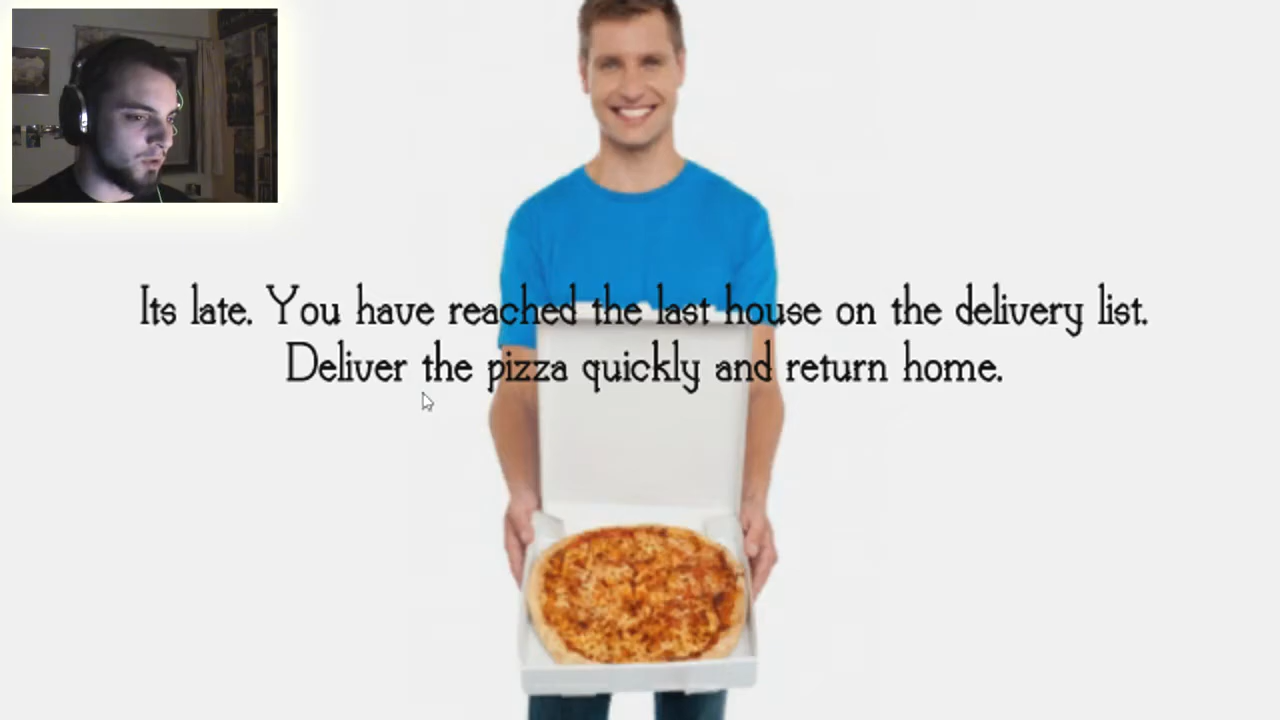 Its late. You have reached the last house on the delivery list.
Deliver the pizza quickly and return home.